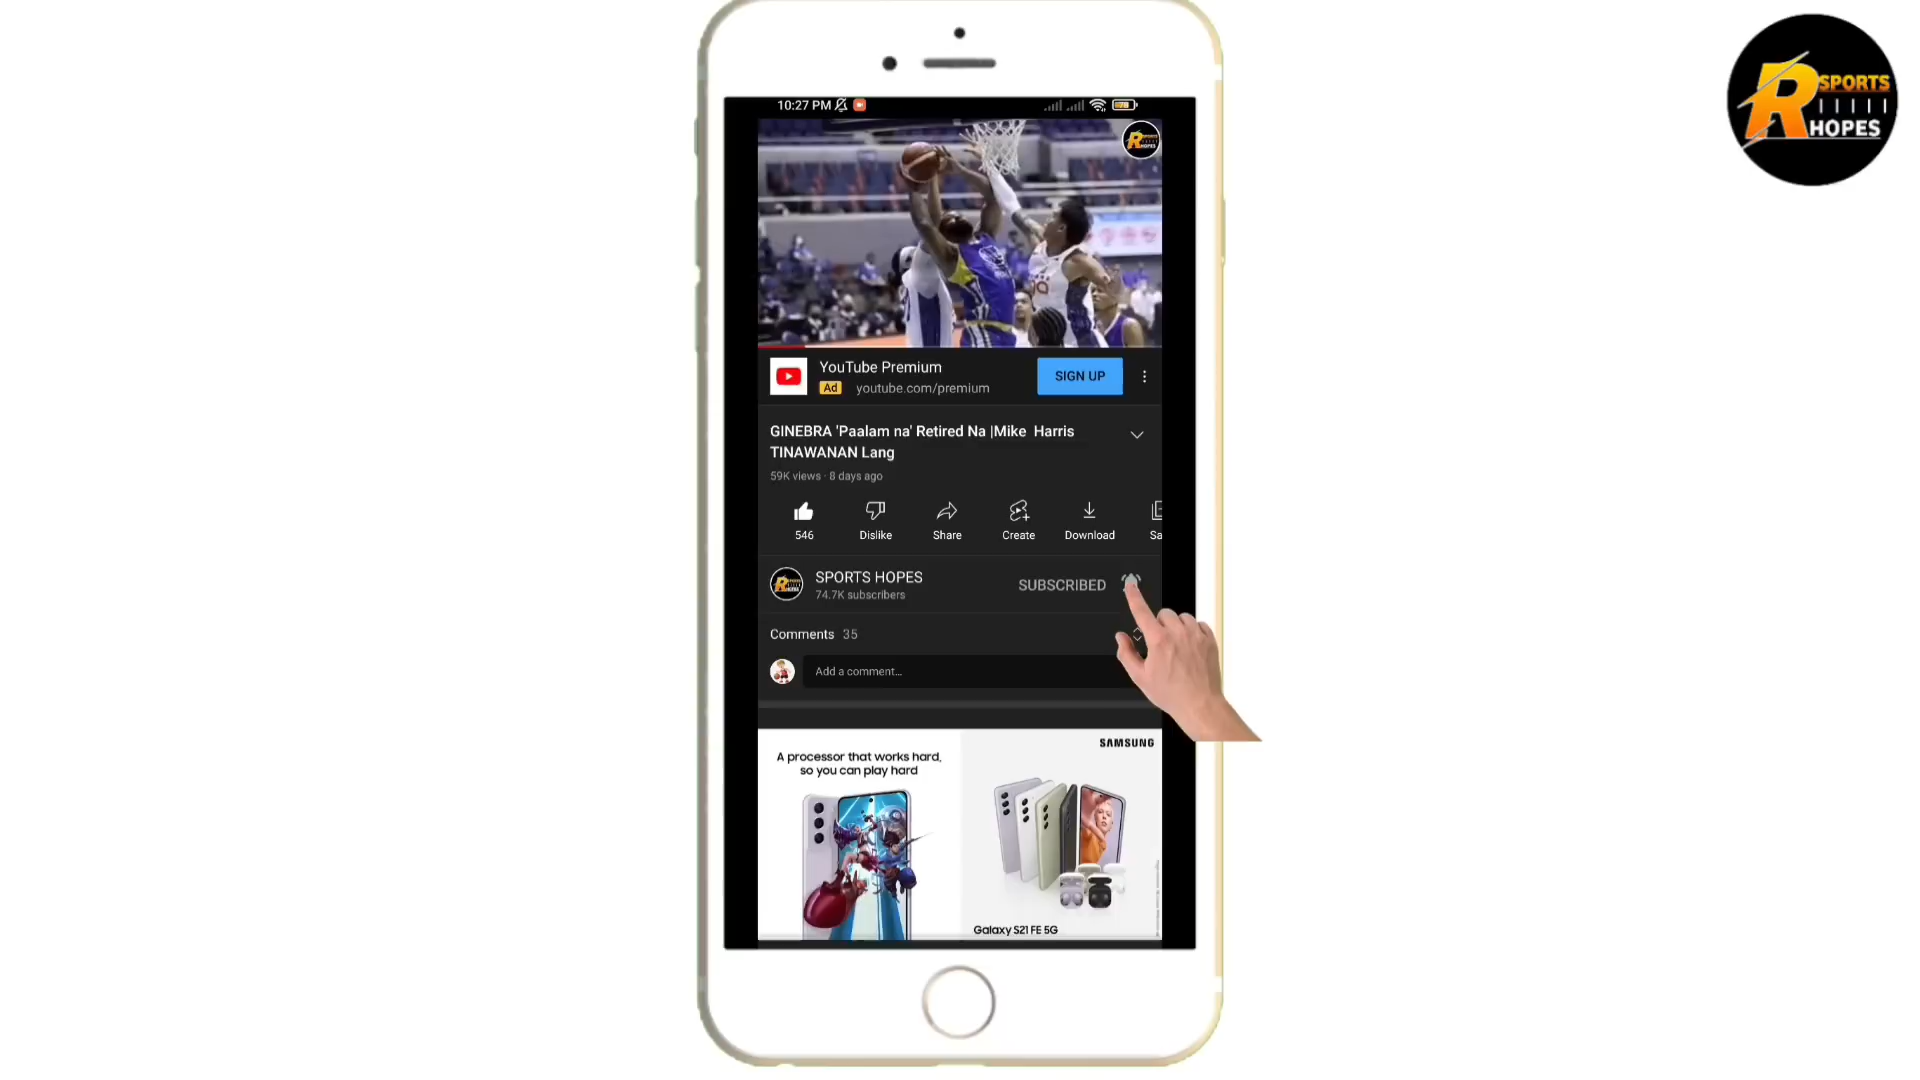 SPORTS
HOPES
10:27 PM
YouTube Premium
Ad youtube.com/premium
SIGN UP
GINEBRA 'Paalam na' Retired Na |Mike Harris
TINAWANAN Lang
59K views · 8 days ago
546 Dislike Share Create Download Sa
SPORTS HOPES
74.7K subscribers
SUBSCRIBED
Comments 35
Add a comment...
A processor that works hard,
so you can play hard
SAMSUNG
Galaxy S21 FE 5G